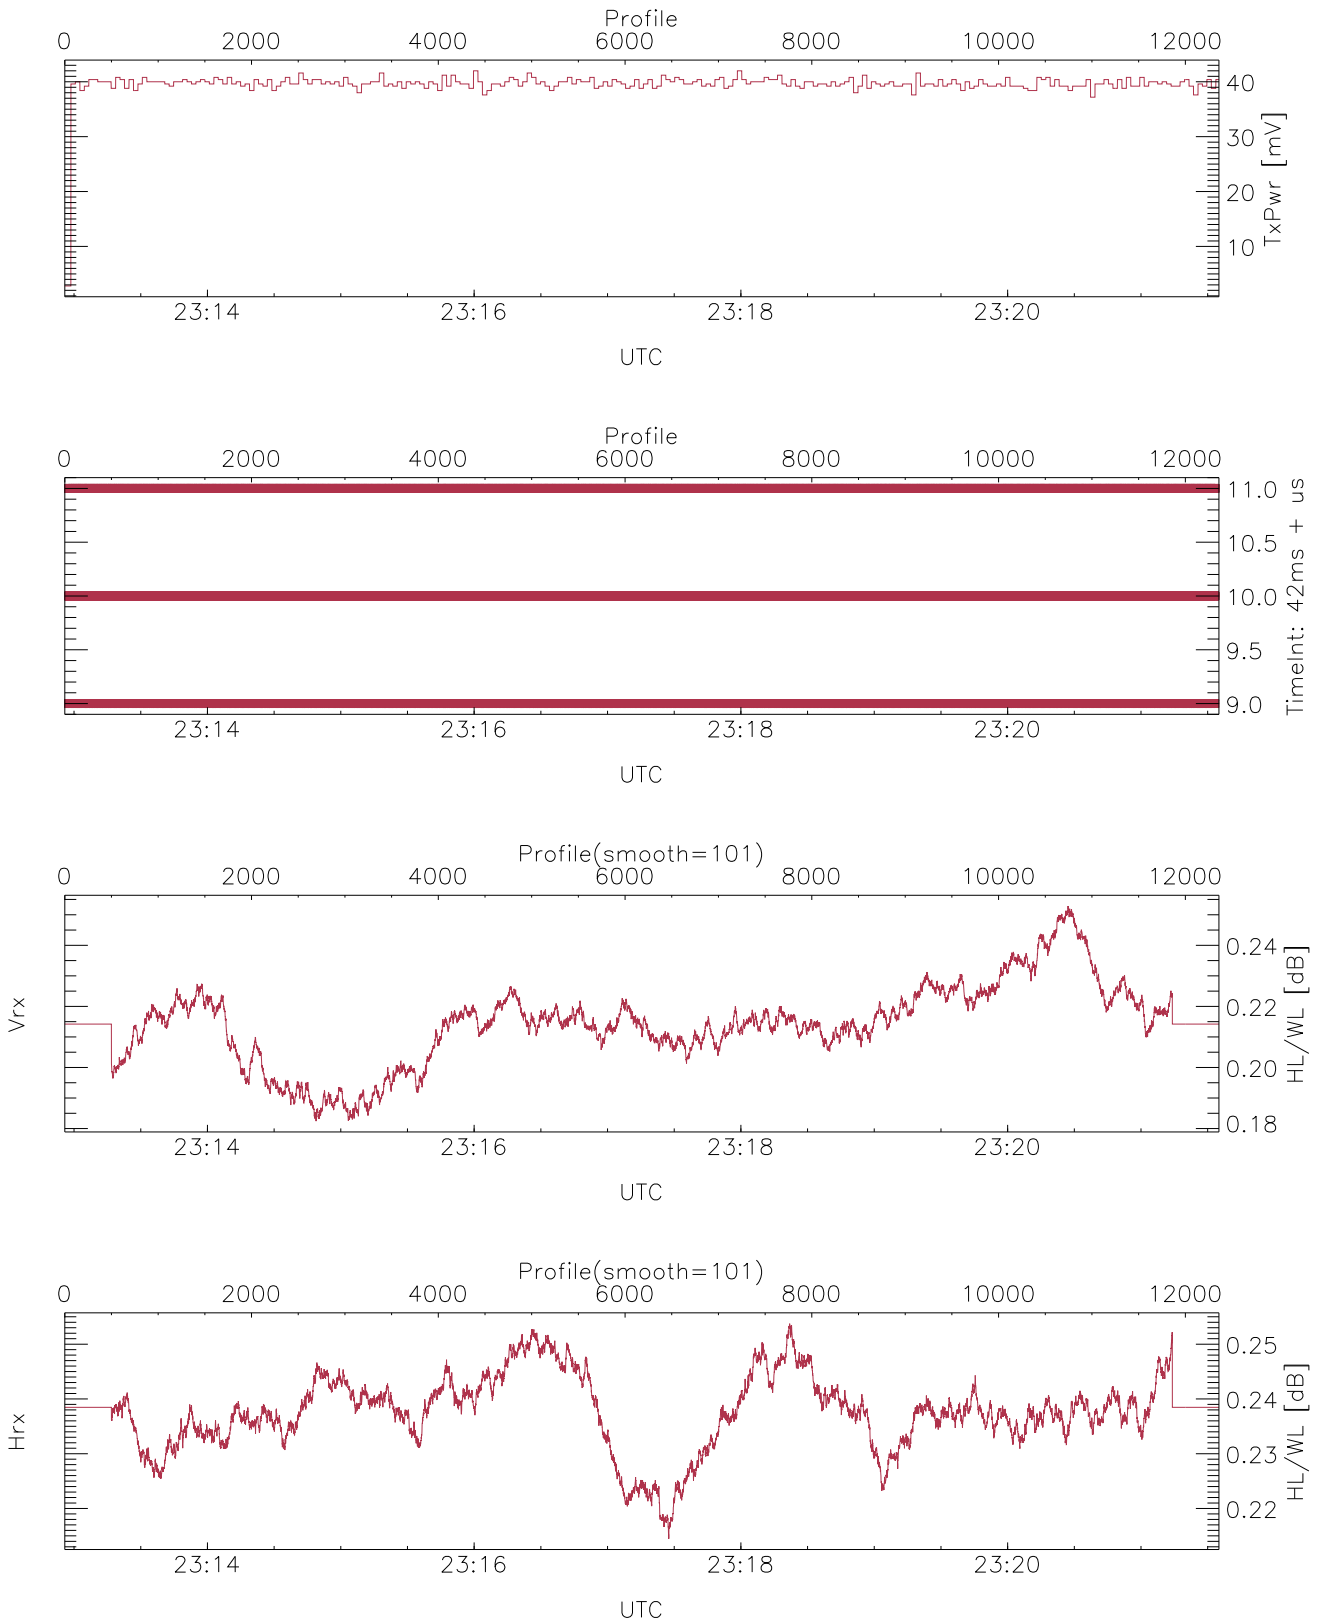 Profile
0 2000 4000 6000 8000 10000 12000
40
30
20
10
TxPwr [mV]
23:14 23:16 23:18 23:20
UTC
Profile
0 2000 4000 6000 8000 10000 12000
11.0
10.5
10.0
9.5
9.0
TimeInt: 42ms + us
23:14 23:16 23:18 23:20
UTC
Profile(smooth=101)
0 2000 4000 6000 8000 10000 12000
Vrx
0.24
0.22
0.20
0.18
HL/WL [dB]
23:14 23:16 23:18 23:20
UTC
Profile(smooth=101)
0 2000 4000 6000 8000 10000 12000
Hrx
0.25
0.24
0.23
0.22
HL/WL [dB]
23:14 23:16 23:18 23:20
UTC